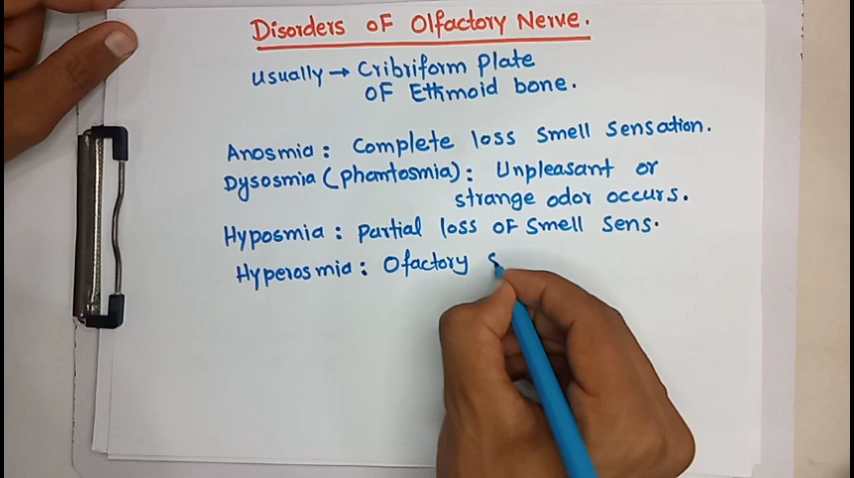 Disorders of Olfactory Nerve.
Usually → Cribriform Plate
OF Ethmoid bone.
Anosmia : Complete loss Smell Sensation.
Dysosmia (phantosmia) : Unpleasant or
strange odor occurs.
Hyposmia : Partial loss of Smell Sens.
Hyperosmia : Ofactory S